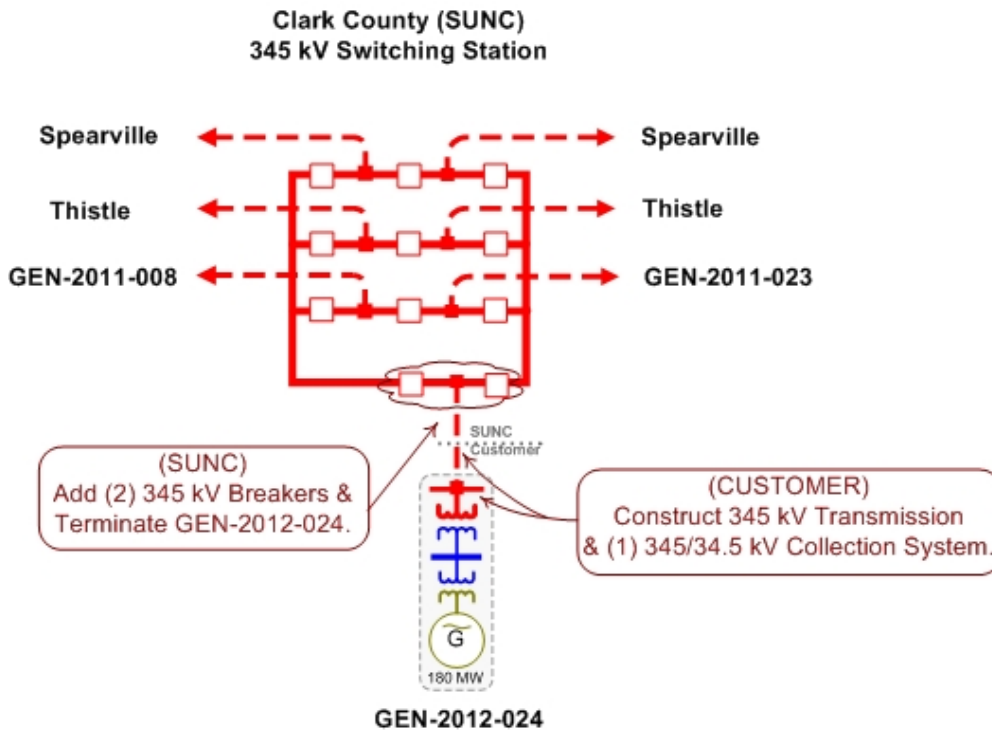 Clark County (SUNC)
345 kV Switching Station
Spearville
Spearville
Thistle
Thistle
GEN-2011-008
GEN-2011-023
SUNC
Customer
(SUNC)
Add (2) 345 kV Breakers &
Terminate GEN-2012-024.
(CUSTOMER)
Construct 345 kV Transmission
& (1) 345/34.5 kV Collection System.
G
180 MW
GEN-2012-024